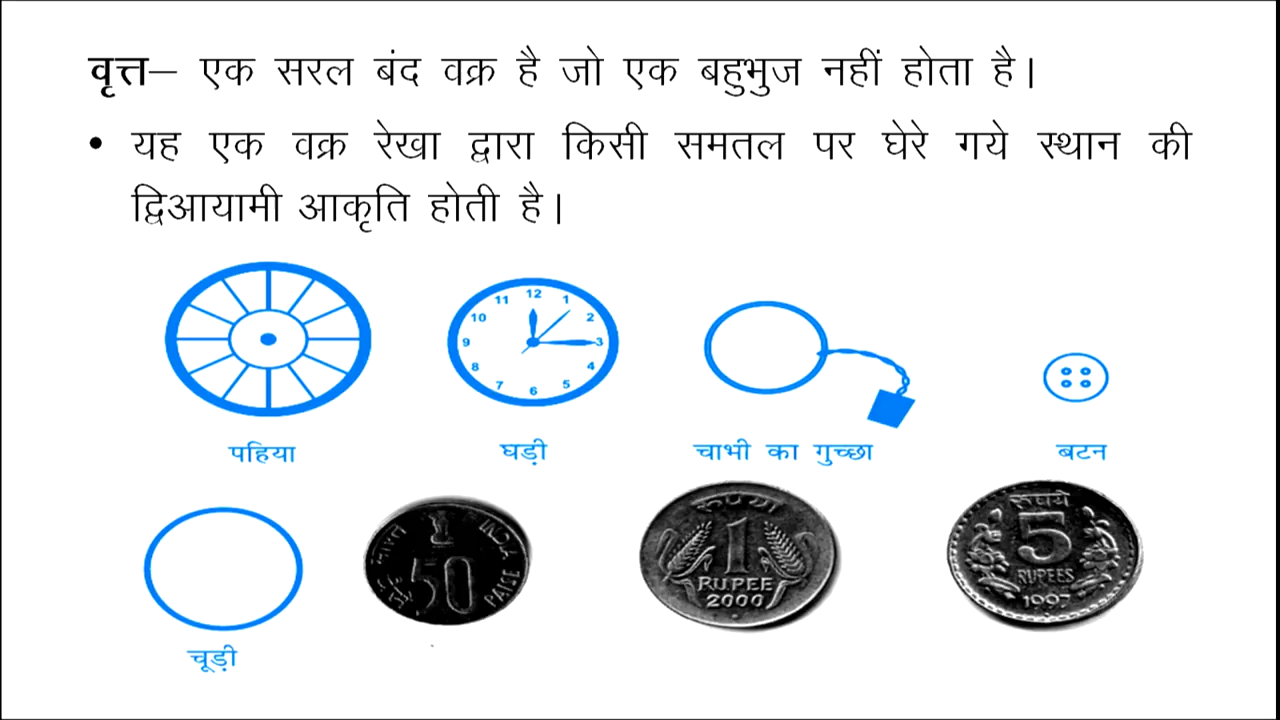 वृत्त– एक सरल बंद वक्र है जो एक बहुभुज नहीं होता है।
• यह एक वक्र रेखा द्वारा किसी समतल पर घेरे गये स्थान की
द्विआयामी आकृति होती है।
12
11 1
10 2
9 3
8 4
7 5
6
पहिया घड़ी चाभी का गुच्छा बटन
भारत INDIA
50
PAISE
रूपया
1
RUPEE
2000
रूपये
5
RUPEES
1997
चूड़ी